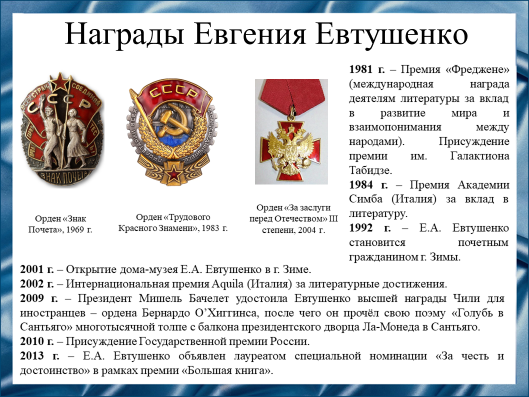 Награды Евгения Евтушенко
1981 г. – Премия «Фреджене»
(международная награда
деятелям литературы за вклад
в развитие мира и
взаимопонимания между
народами). Присуждение
премии им. Галактиона
Табидзе.
1984 г. – Премия Академии
Симба (Италия) за вклад в
литературу.
1992 г. – Е.А. Евтушенко
становится почетным
гражданином г. Зимы.
СССР
ЗНАК ПОЧЕТА
СССР
Орден «Знак
Почета», 1969 г.
Орден «Трудового
Красного Знамени», 1983 г.
Орден «За заслуги
перед Отечеством» III
степени, 2004 г.
2001 г. – Открытие дома-музея Е.А. Евтушенко в г. Зиме.
2002 г. – Интернациональная премия Aquila (Италия) за литературные достижения.
2009 г. – Президент Мишель Бачелет удостоила Евтушенко высшей награды Чили для
иностранцев – ордена Бернардо О’Хиггинса, после чего он прочёл свою поэму «Голубь в
Сантьяго» многотысячной толпе с балкона президентского дворца Ла-Монеда в Сантьяго.
2010 г. – Присуждение Государственной премии России.
2013 г. – Е.А. Евтушенко объявлен лауреатом специальной номинации «За честь и
достоинство» в рамках премии «Большая книга».